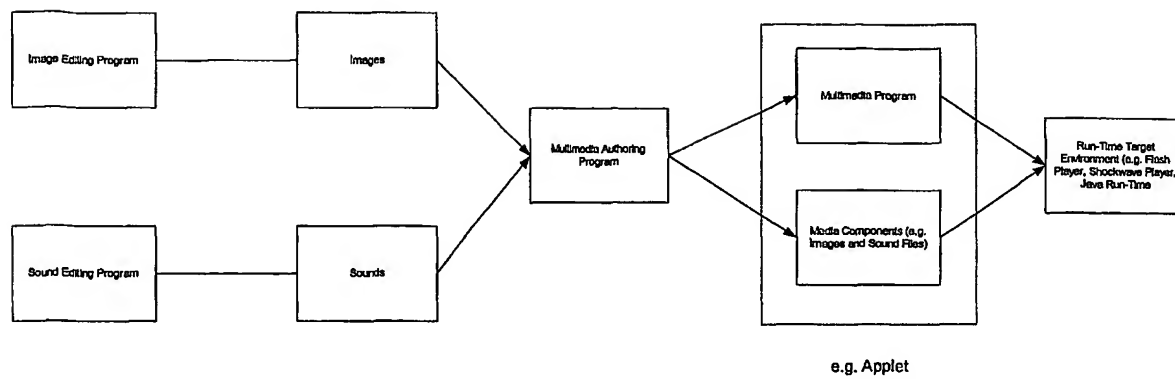 Image Editing Program
Images
Sound Editing Program
Sounds
Multimedia Authoring
Program
Multimedia Program
Media Components (e.g.
Images and Sound Files)
e.g. Applet
Run-Time Target
Environment (e.g. Flash
Player, Shockwave Player,
Java Run-Time